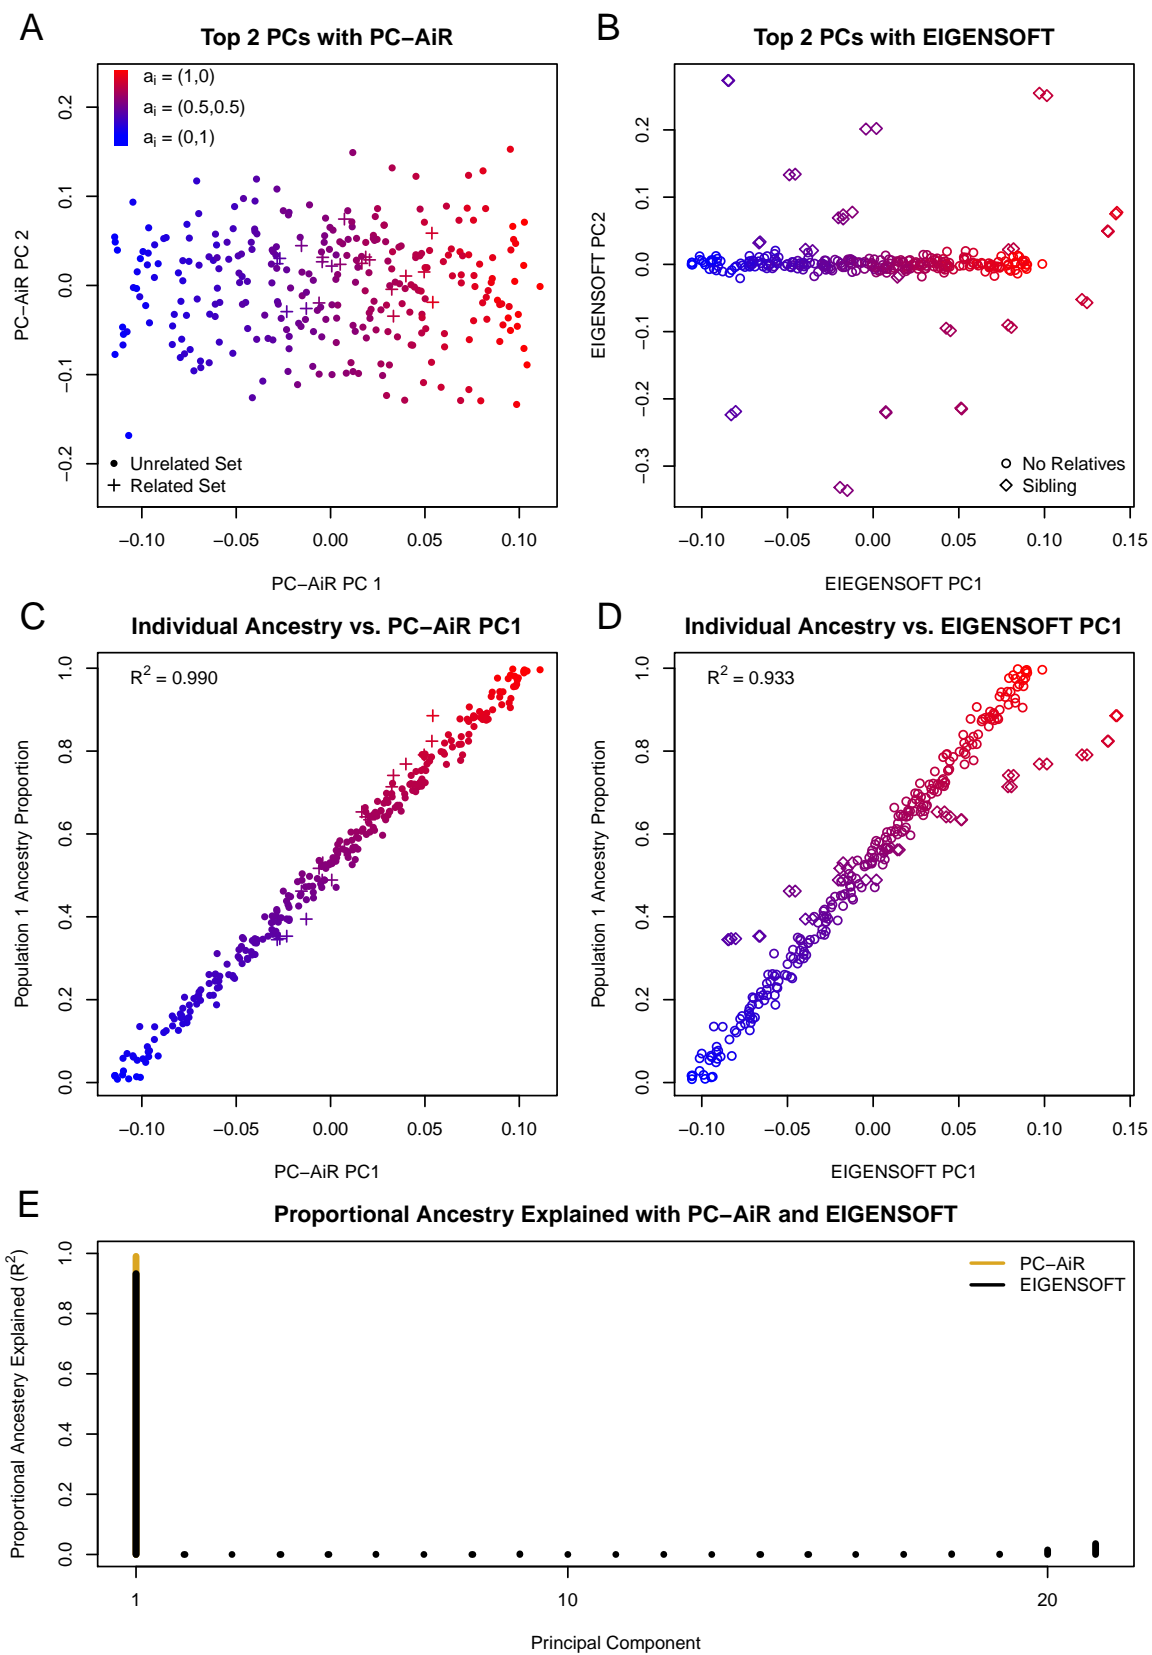 A
Top 2 PCs with PC−AiR
aᵢ = (1,0)
aᵢ = (0.5,0.5)
aᵢ = (0,1)
Unrelated Set
Related Set
−0.2
−0.1
0.0
0.1
0.2
PC−AiR PC 2
−0.10
−0.05
0.00
0.05
0.10
PC−AiR PC 1
B
Top 2 PCs with EIGENSOFT
No Relatives
Sibling
−0.3
−0.2
−0.1
0.0
0.1
0.2
EIGENSOFT PC2
−0.10
−0.05
0.00
0.05
0.10
0.15
EIEGENSOFT PC1
C
Individual Ancestry vs. PC−AiR PC1
R² = 0.990
0.0
0.2
0.4
0.6
0.8
1.0
Population 1 Ancestry Proportion
−0.10
−0.05
0.00
0.05
0.10
PC−AiR PC1
D
Individual Ancestry vs. EIGENSOFT PC1
R² = 0.933
0.0
0.2
0.4
0.6
0.8
1.0
Population 1 Ancestry Proportion
−0.10
−0.05
0.00
0.05
0.10
0.15
EIGENSOFT PC1
E
Proportional Ancestry Explained with PC−AiR and EIGENSOFT
PC−AiR
EIGENSOFT
0.0
0.2
0.4
0.6
0.8
1.0
Proportional Ancestery Explained (R²)
1
10
20
Principal Component